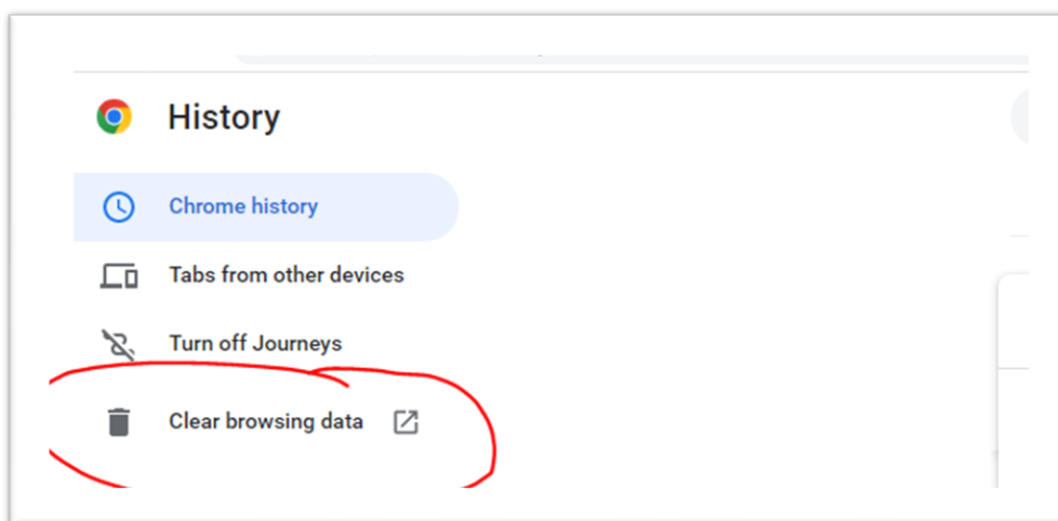 History
Chrome history
Tabs from other devices
Turn off Journeys
Clear browsing data